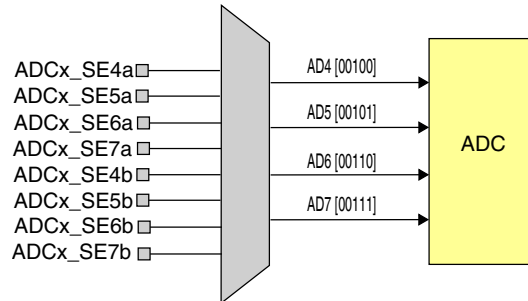 ADCx_SE4a
ADCx_SE5a
ADCx_SE6a
ADCx_SE7a
ADCx_SE4b
ADCx_SE5b
ADCx_SE6b
ADCx_SE7b
AD4 [00100]
AD5 [00101]
AD6 [00110]
AD7 [00111]
ADC